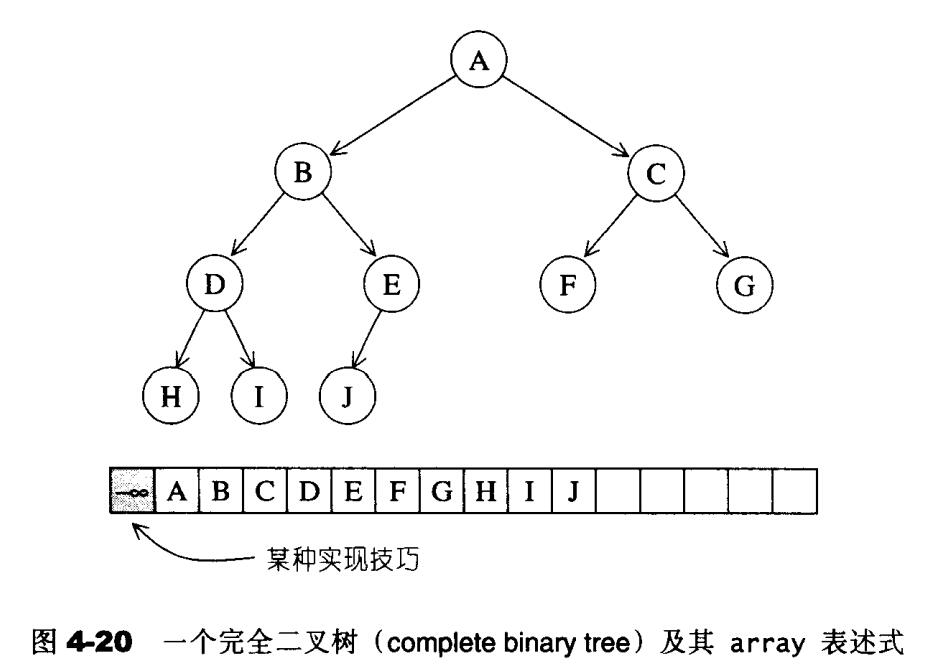 A
B C
D E F G
H I J
-∞ A B C D E F G H I J
某种实现技巧
图 4-20 一个完全二叉树（complete binary tree）及其 array 表述式